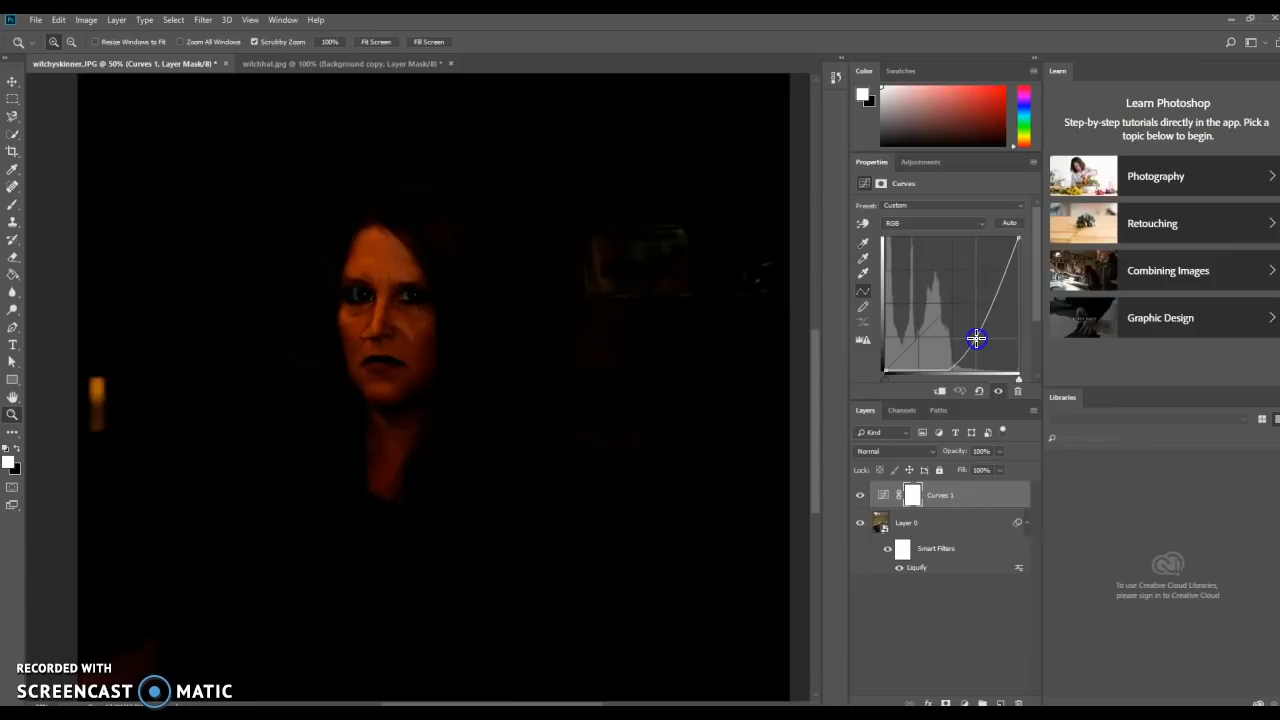 Ps File Edit Image Layer Type Select Filter 3D View Window Help
Resize Windows to Fit Zoom All Windows Scrubby Zoom 100% Fit Screen Fill Screen
witchyskinner.JPG @ 50% (Curves 1, Layer Mask/8) * × witchhat.jpg @ 100% (Background copy, Layer Mask/8) * ×
Color Swatches
Learn
Learn Photoshop
Step-by-step tutorials directly in the app. Pick a
topic below to begin.
Properties Adjustments
Photography
Curves
Preset: Custom
RGB Auto
Retouching
Combining Images
Graphic Design
Libraries
Layers Channels Paths
Kind
Normal Opacity: 100%
Lock: Fill: 100%
Curves 1
Layer 0
Smart Filters
Liquify
To use Creative Cloud Libraries,
please sign in to Creative Cloud
RECORDED WITH
SCREENCAST MATIC